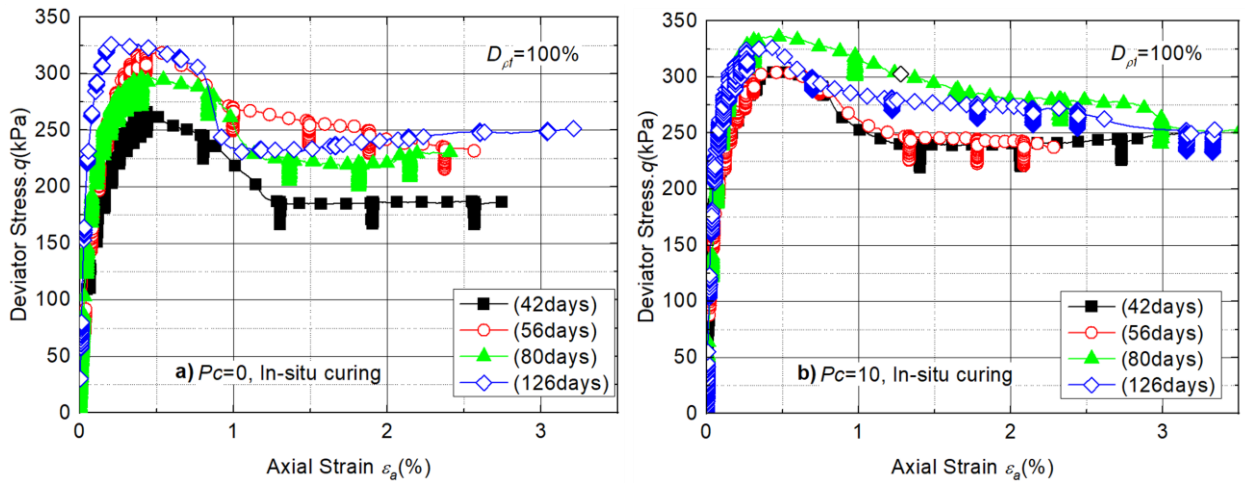 350
300
250
200
150
100
50
0
Deviator Stress.q(kPa)
Dρf=100%
a) Pc=0, In-situ curing
(42days)
(56days)
(80days)
(126days)
0 1 2 3
Axial Strain εa(%)
350
300
250
200
150
100
50
0
Deviator Stress.q(kPa)
Dρf=100%
b) Pc=10, In-situ curing
(42days)
(56days)
(80days)
(126days)
0 1 2 3
Axial Strain εa(%)